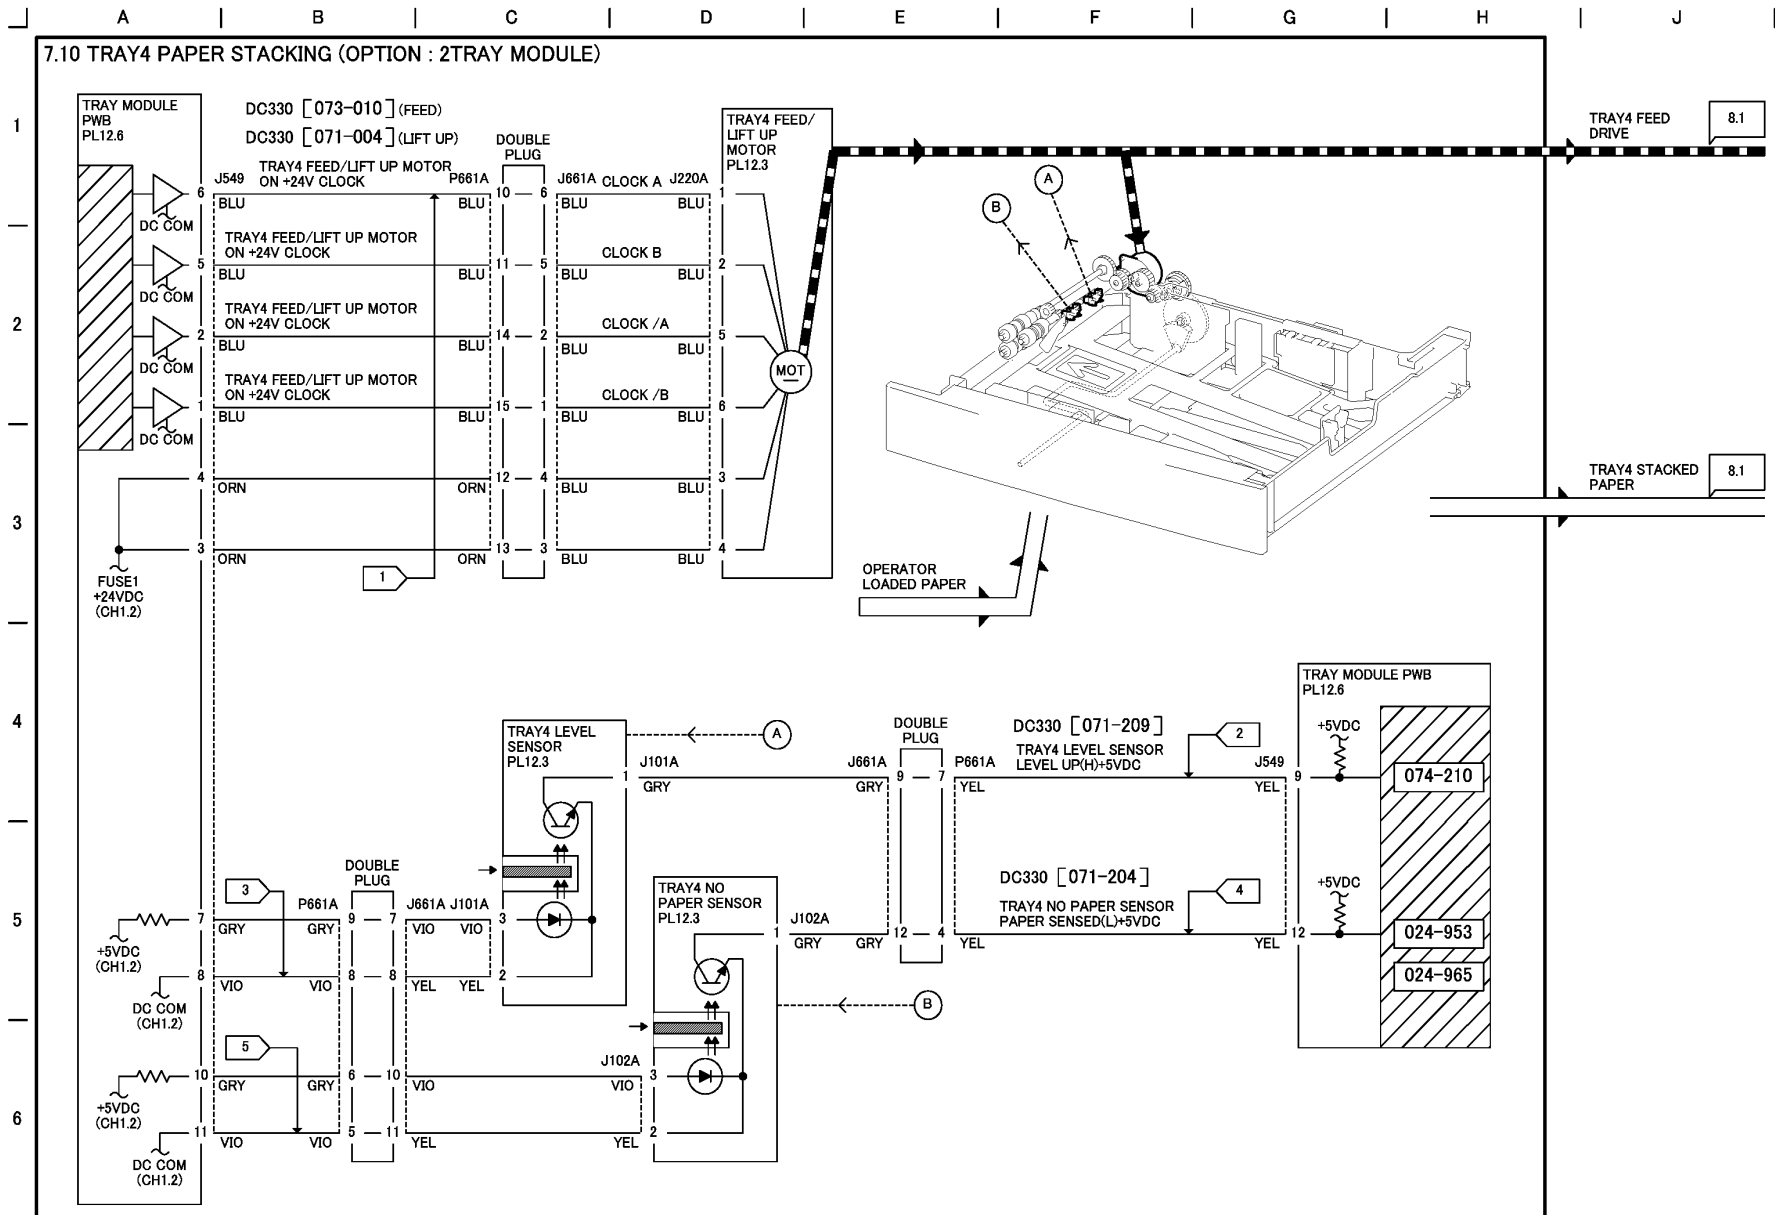 A B C D E F G H J
7.10 TRAY4 PAPER STACKING (OPTION : 2TRAY MODULE)
1
2
3
4
5
6
TRAY MODULE
PWB
PL12.6
DC330 [073-010] (FEED)
DC330 [071-004] (LIFT UP)
DOUBLE
PLUG
TRAY4 FEED/
LIFT UP
MOTOR
PL12.3
TRAY4 FEED
DRIVE
8.1
TRAY4 FEED/LIFT UP MOTOR
6 J549 ON +24V CLOCK P661A 10 6 J661A CLOCK A J220A 1
BLU BLU BLU BLU
DC COM
TRAY4 FEED/LIFT UP MOTOR
ON +24V CLOCK CLOCK B
5 11 5 2
BLU BLU BLU BLU
DC COM
TRAY4 FEED/LIFT UP MOTOR
ON +24V CLOCK CLOCK /A
2 14 2 5
BLU BLU BLU BLU
DC COM
MOT
TRAY4 FEED/LIFT UP MOTOR
ON +24V CLOCK CLOCK /B
1 15 1 6
BLU BLU BLU BLU
DC COM
4 12 4 3
ORN ORN BLU BLU
3 13 3 4
ORN ORN BLU BLU
FUSE1
+24VDC
(CH1.2)
1
A
B
OPERATOR
LOADED PAPER
TRAY4 STACKED
PAPER
8.1
TRAY MODULE PWB
PL12.6
TRAY4 LEVEL
SENSOR
PL12.3
A
DOUBLE
PLUG
DC330 [071-209]
2
+5VDC
TRAY4 LEVEL SENSOR
LEVEL UP(H)+5VDC
1 J101A J661A 9 7 P661A J549 9
GRY GRY YEL YEL
074-210
DOUBLE
PLUG
3
TRAY4 NO
PAPER SENSOR
PL12.3
DC330 [071-204]
4
+5VDC
TRAY4 NO PAPER SENSOR
PAPER SENSED(L)+5VDC
7 P661A 9 7 J661A J101A 3
GRY GRY VIO VIO
1 J102A 12 4 12
GRY GRY YEL YEL
024-953
+5VDC
(CH1.2)
8 8 8 2
VIO VIO YEL YEL
024-965
DC COM
(CH1.2)
B
5
J102A
10 6 10 3
GRY GRY VIO VIO
+5VDC
(CH1.2)
11 5 11 2
VIO VIO YEL YEL
DC COM
(CH1.2)